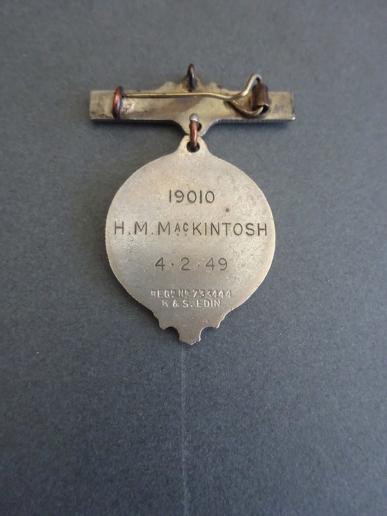 19010
H.M. MacKINTOSH
4·2·49
REGD. NO. 733444
K & S. EDIN